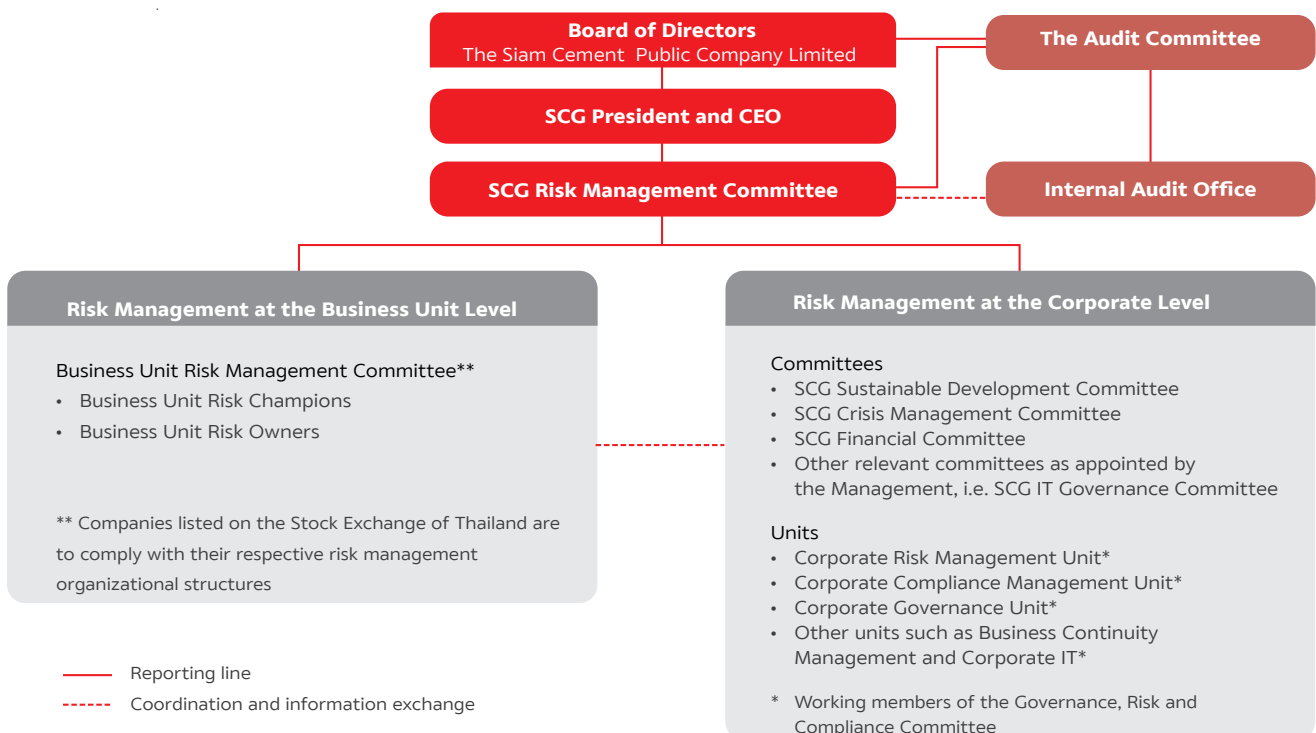 Board of Directors
The Siam Cement Public Company Limited
The Audit Committee
SCG President and CEO
SCG Risk Management Committee
Internal Audit Office
Risk Management at the Business Unit Level
Business Unit Risk Management Committee**
• Business Unit Risk Champions
• Business Unit Risk Owners
** Companies listed on the Stock Exchange of Thailand are
to comply with their respective risk management
organizational structures
Risk Management at the Corporate Level
Committees
• SCG Sustainable Development Committee
• SCG Crisis Management Committee
• SCG Financial Committee
• Other relevant committees as appointed by
the Management, i.e. SCG IT Governance Committee
Units
• Corporate Risk Management Unit*
• Corporate Compliance Management Unit*
• Corporate Governance Unit*
• Other units such as Business Continuity
Management and Corporate IT*
* Working members of the Governance, Risk and
Compliance Committee
Reporting line
Coordination and information exchange